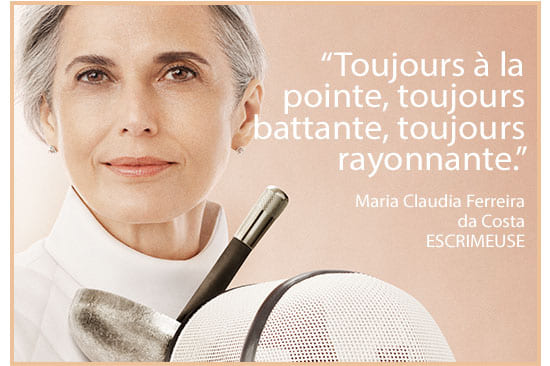 “Toujours à la
pointe, toujours
battante, toujours
rayonnante.”
Maria Claudia Ferreira
da Costa
ESCRIMEUSE